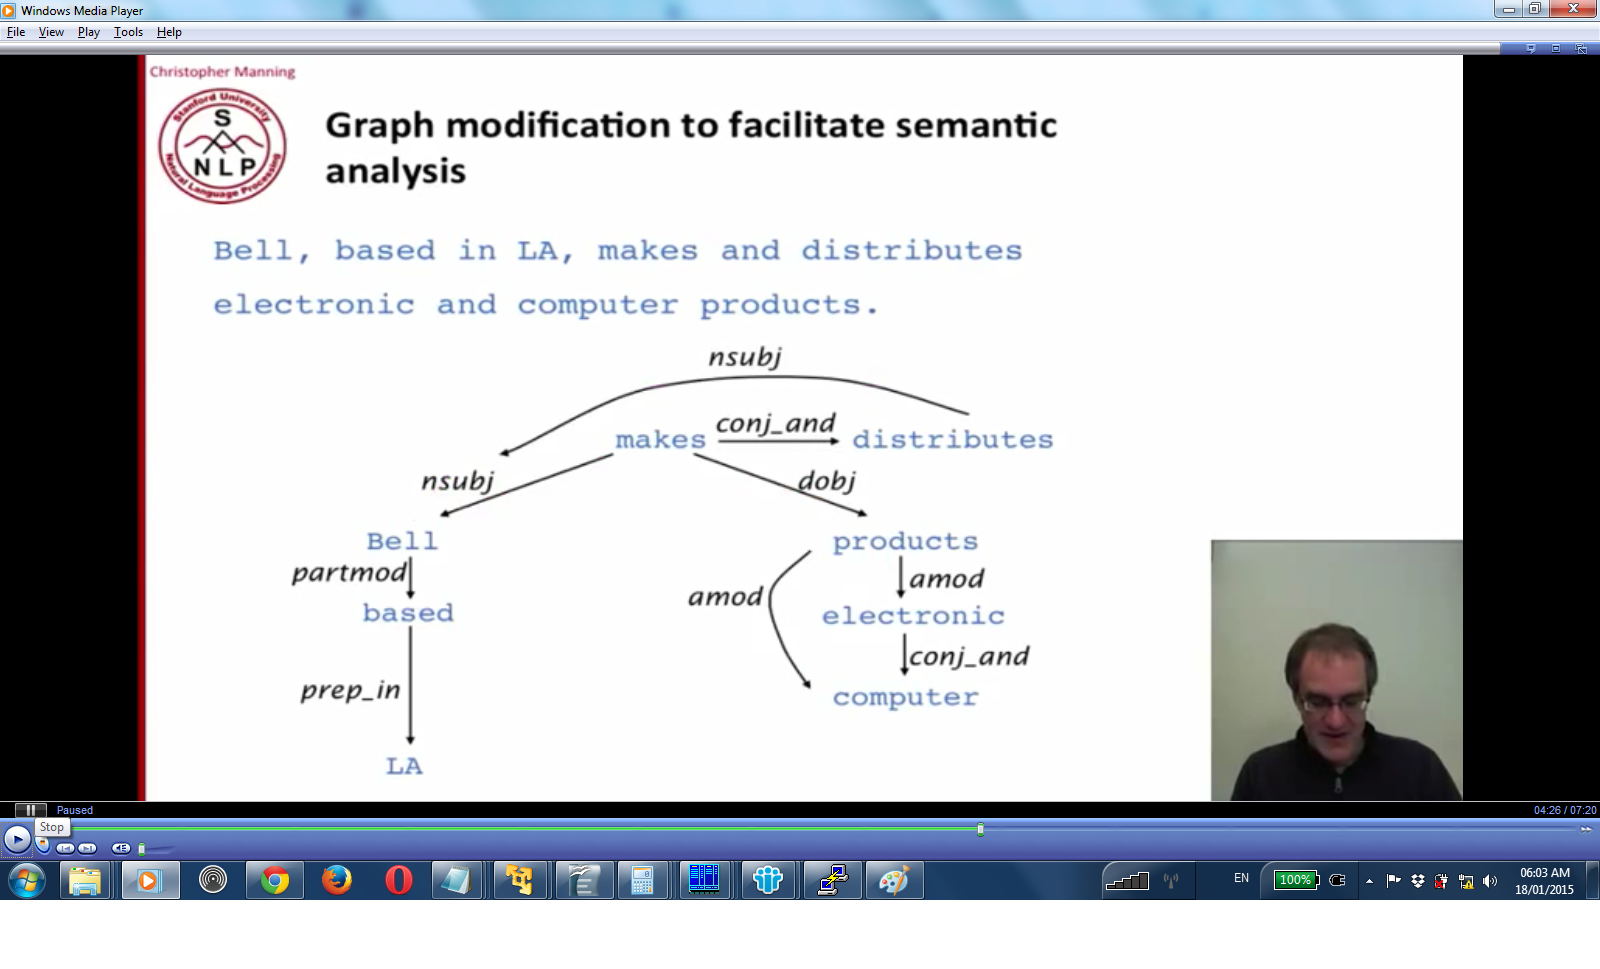 Windows Media Player
File View Play Tools Help
Christopher Manning
Stanford University
S
NLP
Natural Language Processing
Graph modification to facilitate semantic
analysis
Bell, based in LA, makes and distributes
electronic and computer products.
nsubj
conj_and
makes distributes
nsubj dobj
Bell products
partmod amod
amod
based electronic
conj_and
prep_in computer
LA
Paused 04:26 / 07:20
Stop
EN 100% 06:03 AM
18/01/2015